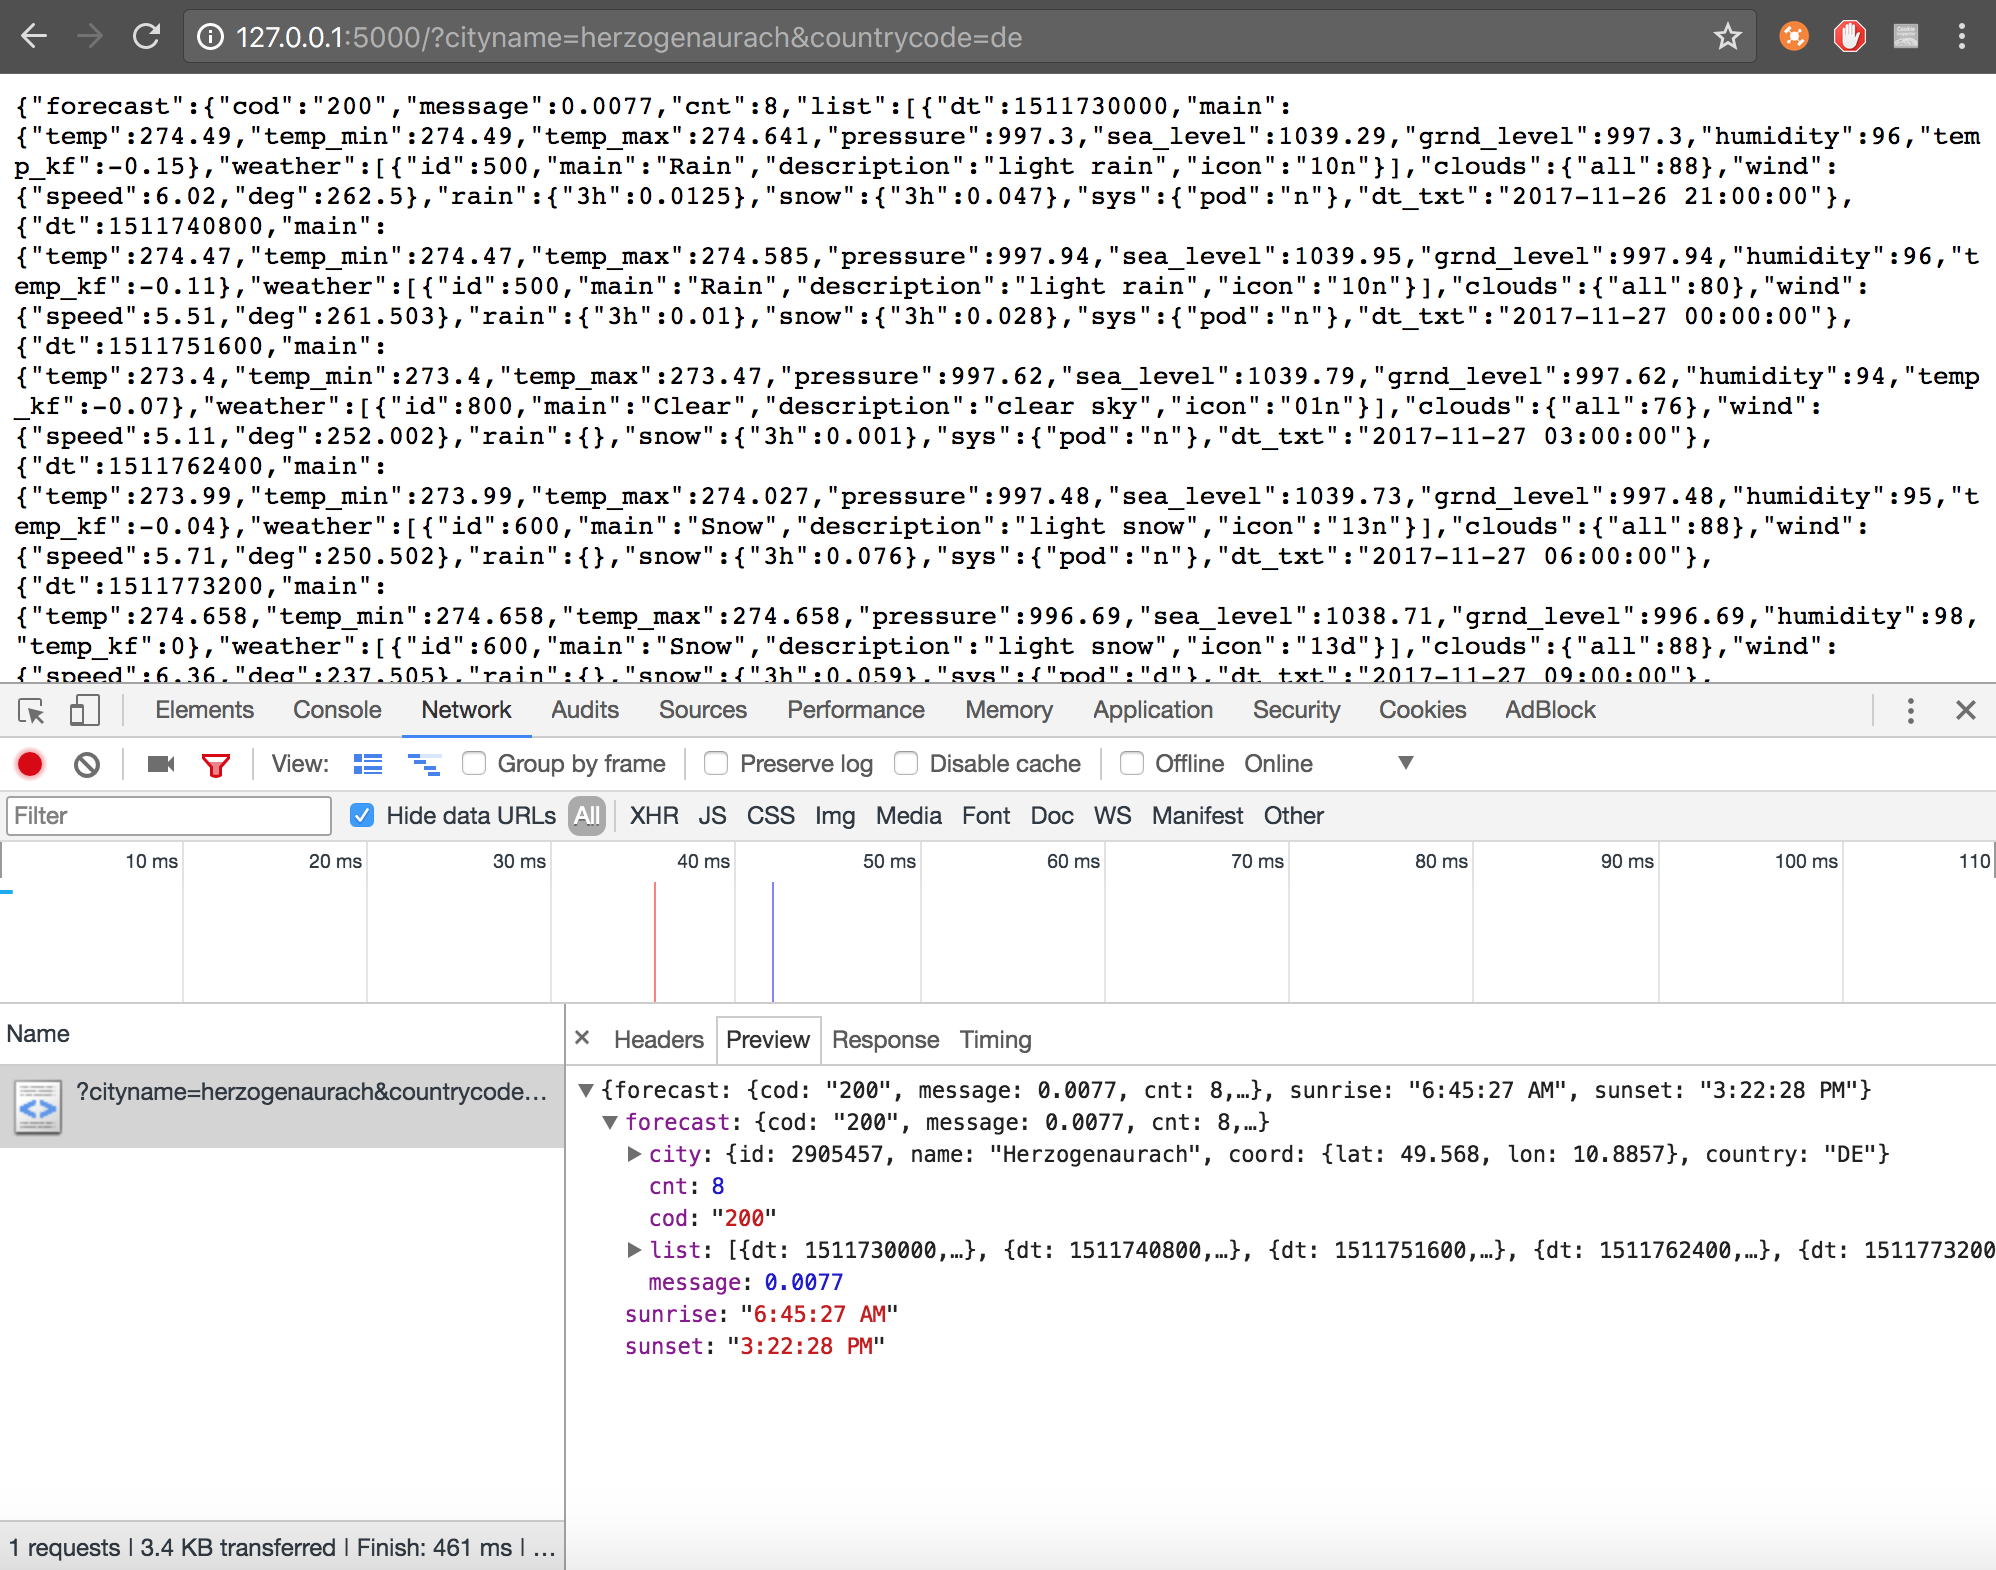 127.0.0.1:5000/?cityname=herzogenaurach&countrycode=de
{"forecast":{"cod":"200","message":0.0077,"cnt":8,"list":[{"dt":1511730000,"main":
{"temp":274.49,"temp_min":274.49,"temp_max":274.641,"pressure":997.3,"sea_level":1039.29,"grnd_level":997.3,"humidity":96,"tem
p_kf":-0.15},"weather":[{"id":500,"main":"Rain","description":"light rain","icon":"10n"}],"clouds":{"all":88},"wind":
{"speed":6.02,"deg":262.5},"rain":{"3h":0.0125},"snow":{"3h":0.047},"sys":{"pod":"n"},"dt_txt":"2017-11-26 21:00:00"},
{"dt":1511740800,"main":
{"temp":274.47,"temp_min":274.47,"temp_max":274.585,"pressure":997.94,"sea_level":1039.95,"grnd_level":997.94,"humidity":96,"t
emp_kf":-0.11},"weather":[{"id":500,"main":"Rain","description":"light rain","icon":"10n"}],"clouds":{"all":80},"wind":
{"speed":5.51,"deg":261.503},"rain":{"3h":0.01},"snow":{"3h":0.028},"sys":{"pod":"n"},"dt_txt":"2017-11-27 00:00:00"},
{"dt":1511751600,"main":
{"temp":273.4,"temp_min":273.4,"temp_max":273.47,"pressure":997.62,"sea_level":1039.79,"grnd_level":997.62,"humidity":94,"temp
_kf":-0.07},"weather":[{"id":800,"main":"Clear","description":"clear sky","icon":"01n"}],"clouds":{"all":76},"wind":
{"speed":5.11,"deg":252.002},"rain":{},"snow":{"3h":0.001},"sys":{"pod":"n"},"dt_txt":"2017-11-27 03:00:00"},
{"dt":1511762400,"main":
{"temp":273.99,"temp_min":273.99,"temp_max":274.027,"pressure":997.48,"sea_level":1039.73,"grnd_level":997.48,"humidity":95,"t
emp_kf":-0.04},"weather":[{"id":600,"main":"Snow","description":"light snow","icon":"13n"}],"clouds":{"all":88},"wind":
{"speed":5.71,"deg":250.502},"rain":{},"snow":{"3h":0.076},"sys":{"pod":"n"},"dt_txt":"2017-11-27 06:00:00"},
{"dt":1511773200,"main":
{"temp":274.658,"temp_min":274.658,"temp_max":274.658,"pressure":996.69,"sea_level":1038.71,"grnd_level":996.69,"humidity":98,
"temp_kf":0},"weather":[{"id":600,"main":"Snow","description":"light snow","icon":"13d"}],"clouds":{"all":88},"wind":
{"speed":6.36,"deg":237.505},"rain":{},"snow":{"3h":0.059},"sys":{"pod":"d"},"dt_txt":"2017-11-27 09:00:00"},
Elements Console Network Audits Sources Performance Memory Application Security Cookies AdBlock
View: Group by frame Preserve log Disable cache Offline Online
Filter Hide data URLs All XHR JS CSS Img Media Font Doc WS Manifest Other
10 ms 20 ms 30 ms 40 ms 50 ms 60 ms 70 ms 80 ms 90 ms 100 ms 110
Name
?cityname=herzogenaurach&countrycode...
1 requests | 3.4 KB transferred | Finish: 461 ms | ...
× Headers Preview Response Timing
{forecast: {cod: "200", message: 0.0077, cnt: 8,…}, sunrise: "6:45:27 AM", sunset: "3:22:28 PM"}
forecast: {cod: "200", message: 0.0077, cnt: 8,…}
city: {id: 2905457, name: "Herzogenaurach", coord: {lat: 49.568, lon: 10.8857}, country: "DE"}
cnt: 8
cod: "200"
list: [{dt: 1511730000,…}, {dt: 1511740800,…}, {dt: 1511751600,…}, {dt: 1511762400,…}, {dt: 1511773200
message: 0.0077
sunrise: "6:45:27 AM"
sunset: "3:22:28 PM"